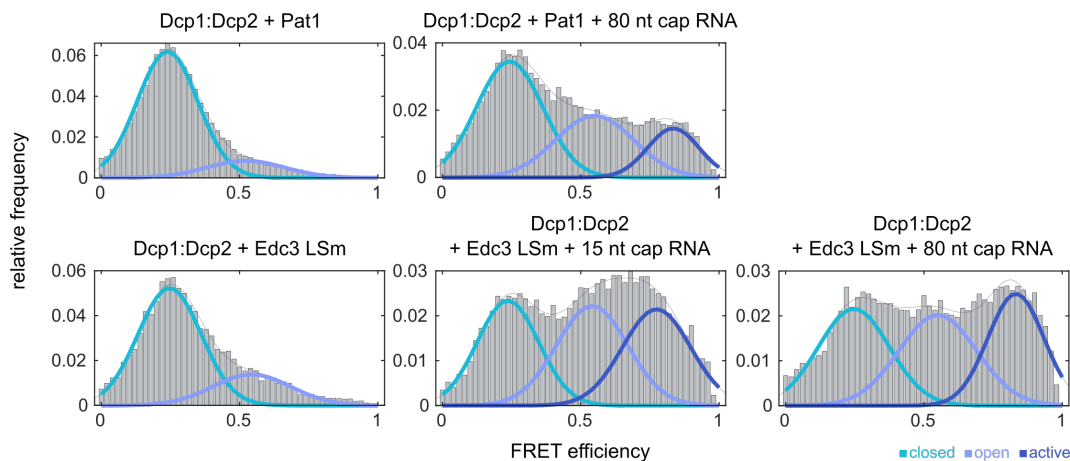 Dcp1:Dcp2 + Pat1
Dcp1:Dcp2 + Pat1 + 80 nt cap RNA
0.06
0.04
0.02
0
0 0.5 1
0.04
0.02
0
0 0.5 1
relative frequency
Dcp1:Dcp2 + Edc3 LSm
Dcp1:Dcp2
+ Edc3 LSm + 15 nt cap RNA
Dcp1:Dcp2
+ Edc3 LSm + 80 nt cap RNA
0.06
0.04
0.02
0
0 0.5 1
0.03
0.02
0.01
0
0 0.5 1
0.03
0.02
0.01
0
0 0.5 1
FRET efficiency
closed open active